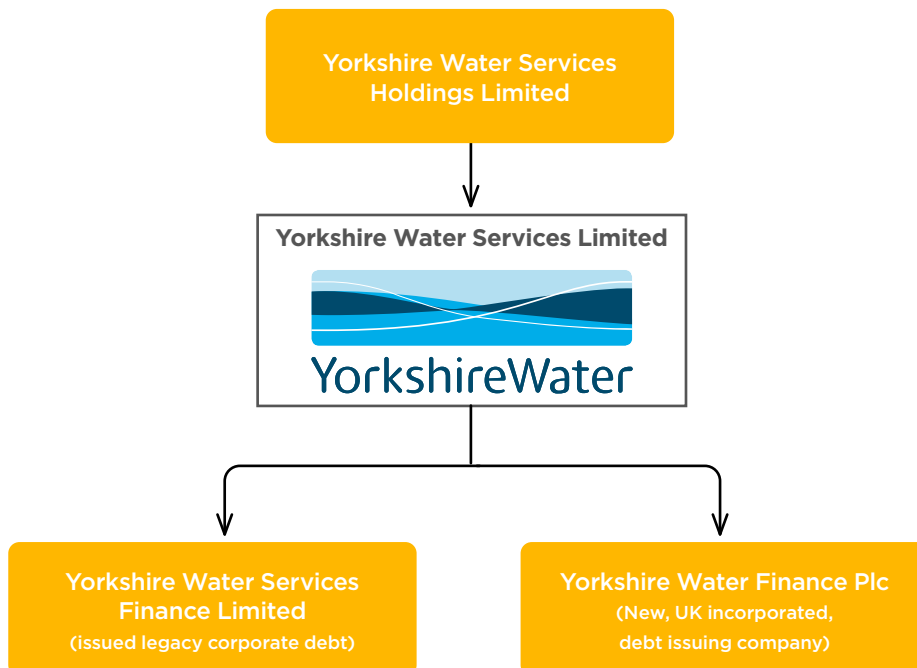 Yorkshire Water Services
Holdings Limited
Yorkshire Water Services Limited
YorkshireWater
Yorkshire Water Services
Finance Limited
(issued legacy corporate debt)
Yorkshire Water Finance Plc
(New, UK incorporated,
debt issuing company)